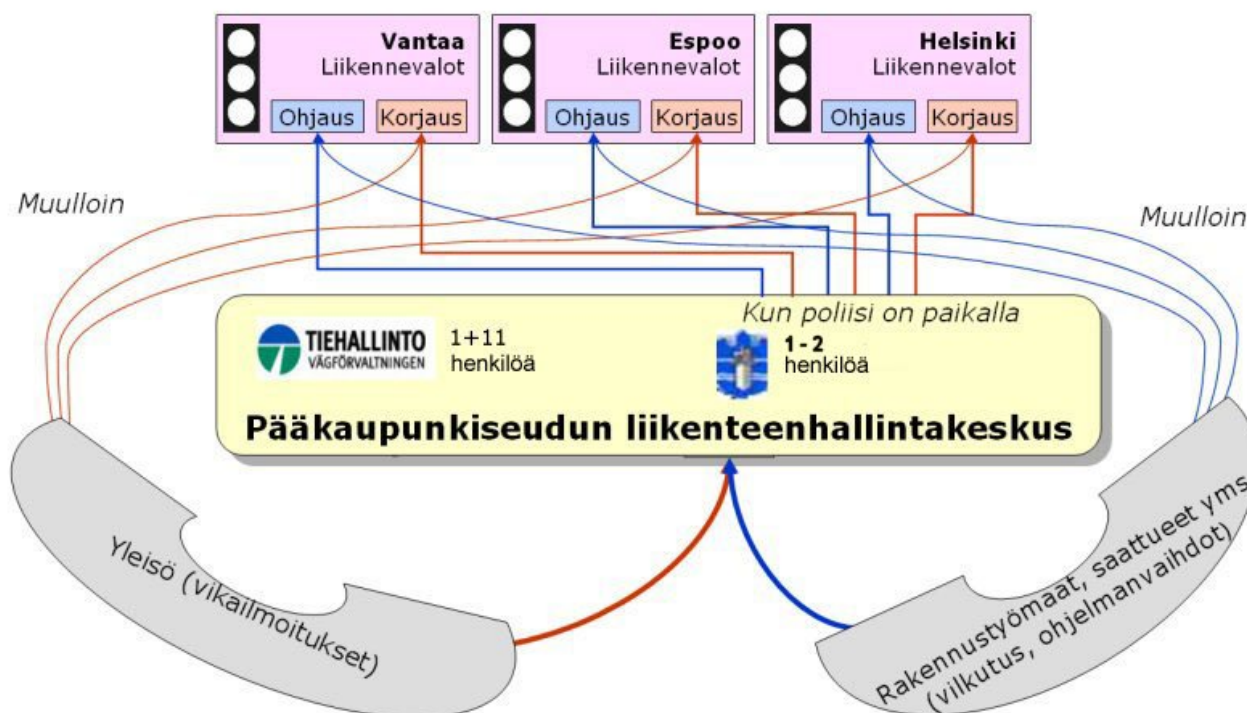 Vantaa
Liikennevalot
Ohjaus
Korjaus
Espoo
Liikennevalot
Ohjaus
Korjaus
Helsinki
Liikennevalot
Ohjaus
Korjaus
Muulloin
Muulloin
Kun poliisi on paikalla
TIEHALLINTO
VÄGFÖRVALTNINGEN
1+11
henkilöä
1-2
henkilöä
Pääkaupunkiseudun liikenteenhallintakeskus
Yleisö (vikailmoitukset)
Rakennustyömaat, saattueet yms
(vilkutus, ohjelmanvaihdot)